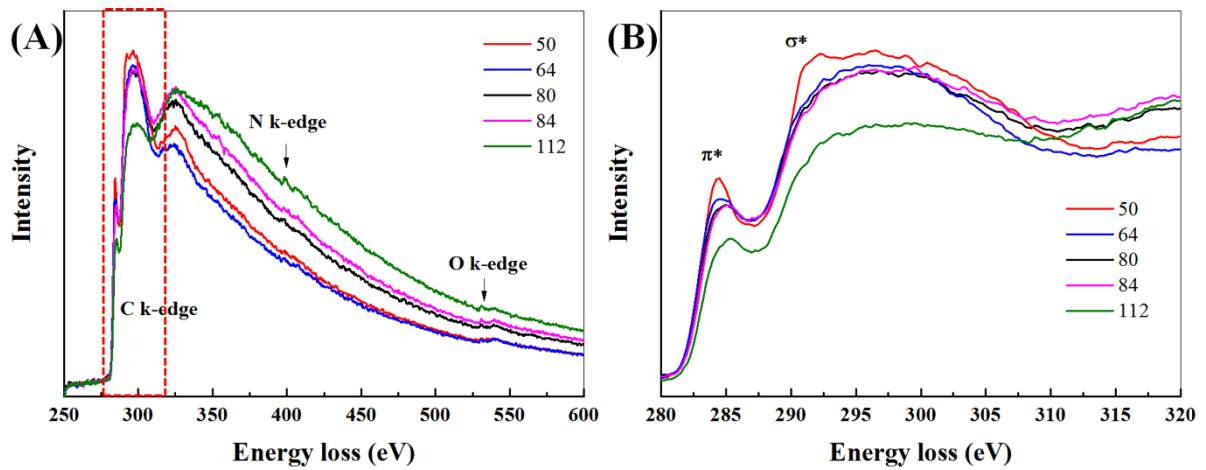 (A)
50
64
80
84
112
N k-edge
O k-edge
C k-edge
Intensity
250 300 350 400 450 500 550 600
Energy loss (eV)
(B)
σ*
π*
50
64
80
84
112
Intensity
280 285 290 295 300 305 310 315 320
Energy loss (eV)